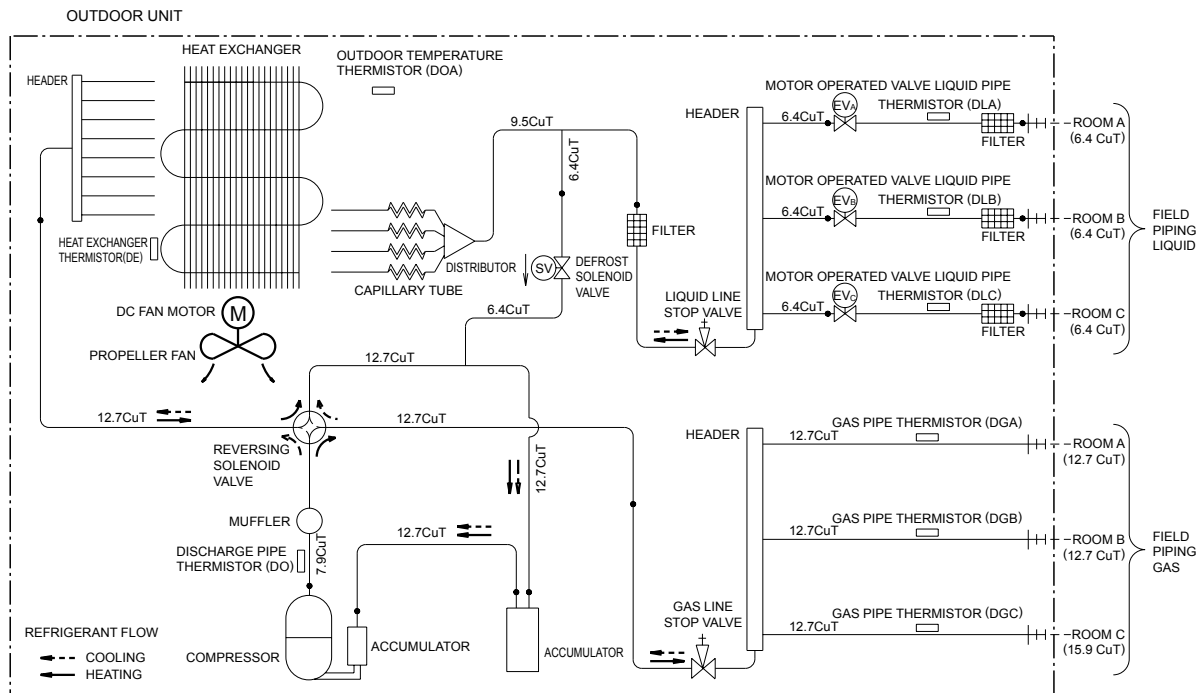 OUTDOOR UNIT
HEAT EXCHANGER
HEADER
OUTDOOR TEMPERATURE
THERMISTOR (DOA)
HEAT EXCHANGER
THERMISTOR(DE)
CAPILLARY TUBE
DISTRIBUTOR
9.5CuT
6.4CuT
SV
DEFROST
SOLENOID
VALVE
6.4CuT
FILTER
LIQUID LINE
STOP VALVE
HEADER
MOTOR OPERATED VALVE LIQUID PIPE
THERMISTOR (DLA)
EVA
6.4CuT
FILTER
ROOM A
(6.4 CuT)
MOTOR OPERATED VALVE LIQUID PIPE
THERMISTOR (DLB)
EVB
6.4CuT
FILTER
ROOM B
(6.4 CuT)
MOTOR OPERATED VALVE LIQUID PIPE
THERMISTOR (DLC)
EVC
6.4CuT
FILTER
ROOM C
(6.4 CuT)
FIELD
PIPING
LIQUID
DC FAN MOTOR
M
PROPELLER FAN
12.7CuT
12.7CuT
12.7CuT
REVERSING
SOLENOID
VALVE
12.7CuT
MUFFLER
DISCHARGE PIPE
THERMISTOR (DO)
7.9CuT
12.7CuT
COMPRESSOR
ACCUMULATOR
ACCUMULATOR
GAS LINE
STOP VALVE
HEADER
GAS PIPE THERMISTOR (DGA)
12.7CuT
ROOM A
(12.7 CuT)
GAS PIPE THERMISTOR (DGB)
12.7CuT
ROOM B
(12.7 CuT)
GAS PIPE THERMISTOR (DGC)
12.7CuT
ROOM C
(15.9 CuT)
FIELD
PIPING
GAS
REFRIGERANT FLOW
COOLING
HEATING